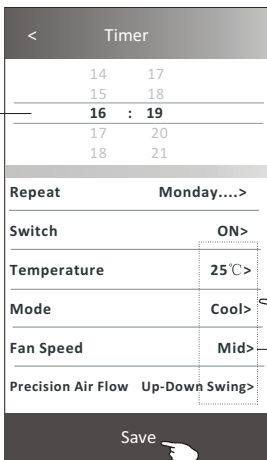 < Timer
14 17
15 18
16 : 19
17 20
18 21
Repeat Monday....>
Switch ON>
Temperature 25℃>
Mode Cool>
Fan Speed Mid>
Precision Air Flow Up-Down Swing>
Save